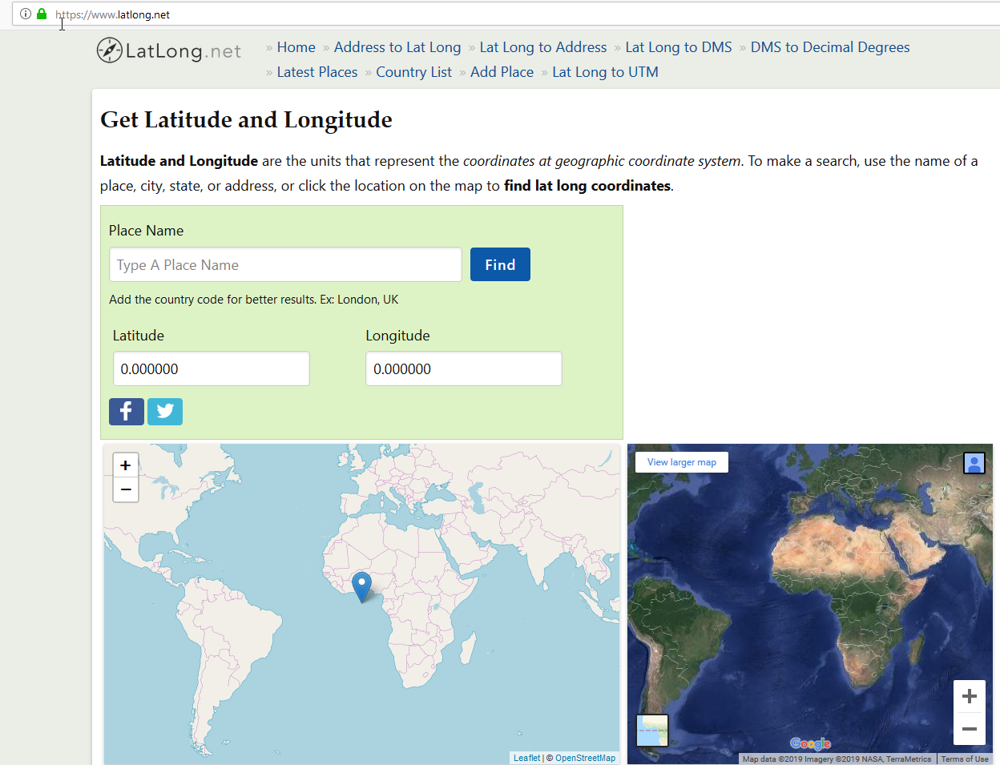 https://www.latlong.net
LatLong.net
» Home » Address to Lat Long » Lat Long to Address » Lat Long to DMS » DMS to Decimal Degrees
» Latest Places » Country List » Add Place » Lat Long to UTM
Get Latitude and Longitude
Latitude and Longitude are the units that represent the coordinates at geographic coordinate system. To make a search, use the name of a
place, city, state, or address, or click the location on the map to find lat long coordinates.
Place Name
Type A Place Name
Find
Add the country code for better results. Ex: London, UK
Latitude Longitude
0.000000 0.000000
+
−
View larger map
+
−
Google
Leaflet | © OpenStreetMap
Map data ©2019 Imagery ©2019 NASA, TerraMetrics Terms of Use